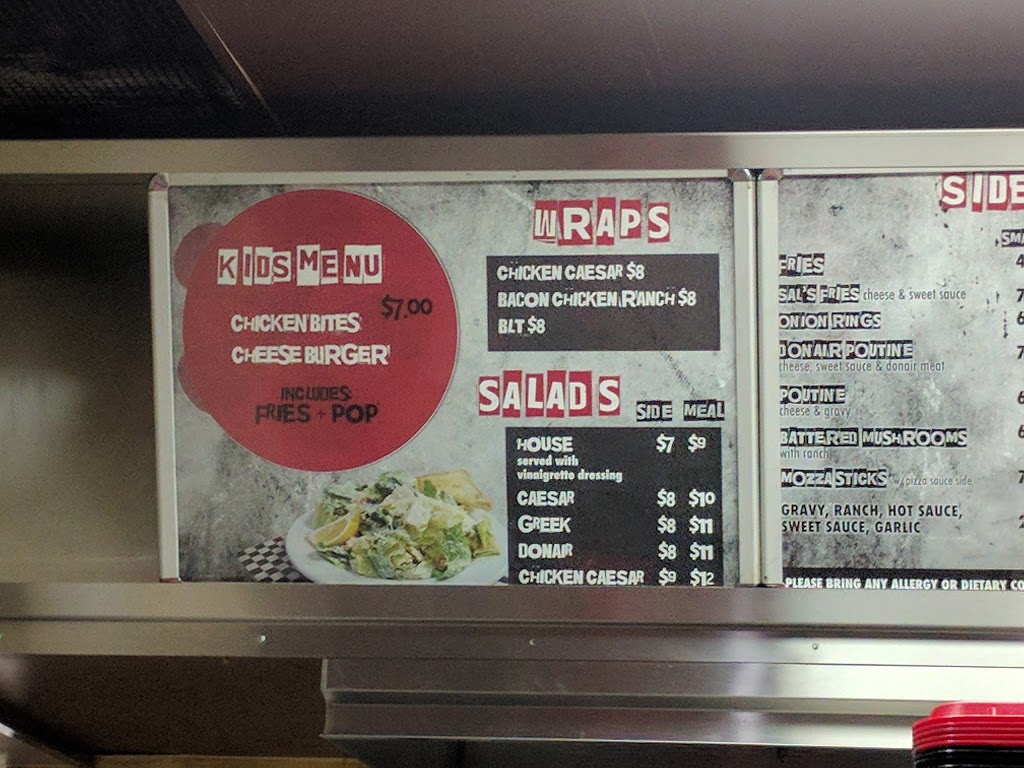 KIDS MENU
$7.00
CHICKEN BITES
CHEESE BURGER
INCLUDES
FRIES + POP
WRAPS
CHICKEN CAESAR $8
BACON CHICKEN RANCH $8
BLT $8
SALADS
SIDE MEAL
HOUSE $7 $9
served with
vinaigrette dressing
CAESAR $8 $10
GREEK $8 $11
DONAIR $8 $11
CHICKEN CAESAR $9 $12
FRIES
SAL'S FRIES cheese & sweet sauce
ONION RINGS
DONAIR POUTINE
cheese, sweet sauce & donair meat
POUTINE
cheese & gravy
BATTERED MUSHROOMS
with ranch
MOZZA STICKS w/ pizza sauce side
GRAVY, RANCH, HOT SAUCE,
SWEET SAUCE, GARLIC
PLEASE BRING ANY ALLERGY OR DIETARY